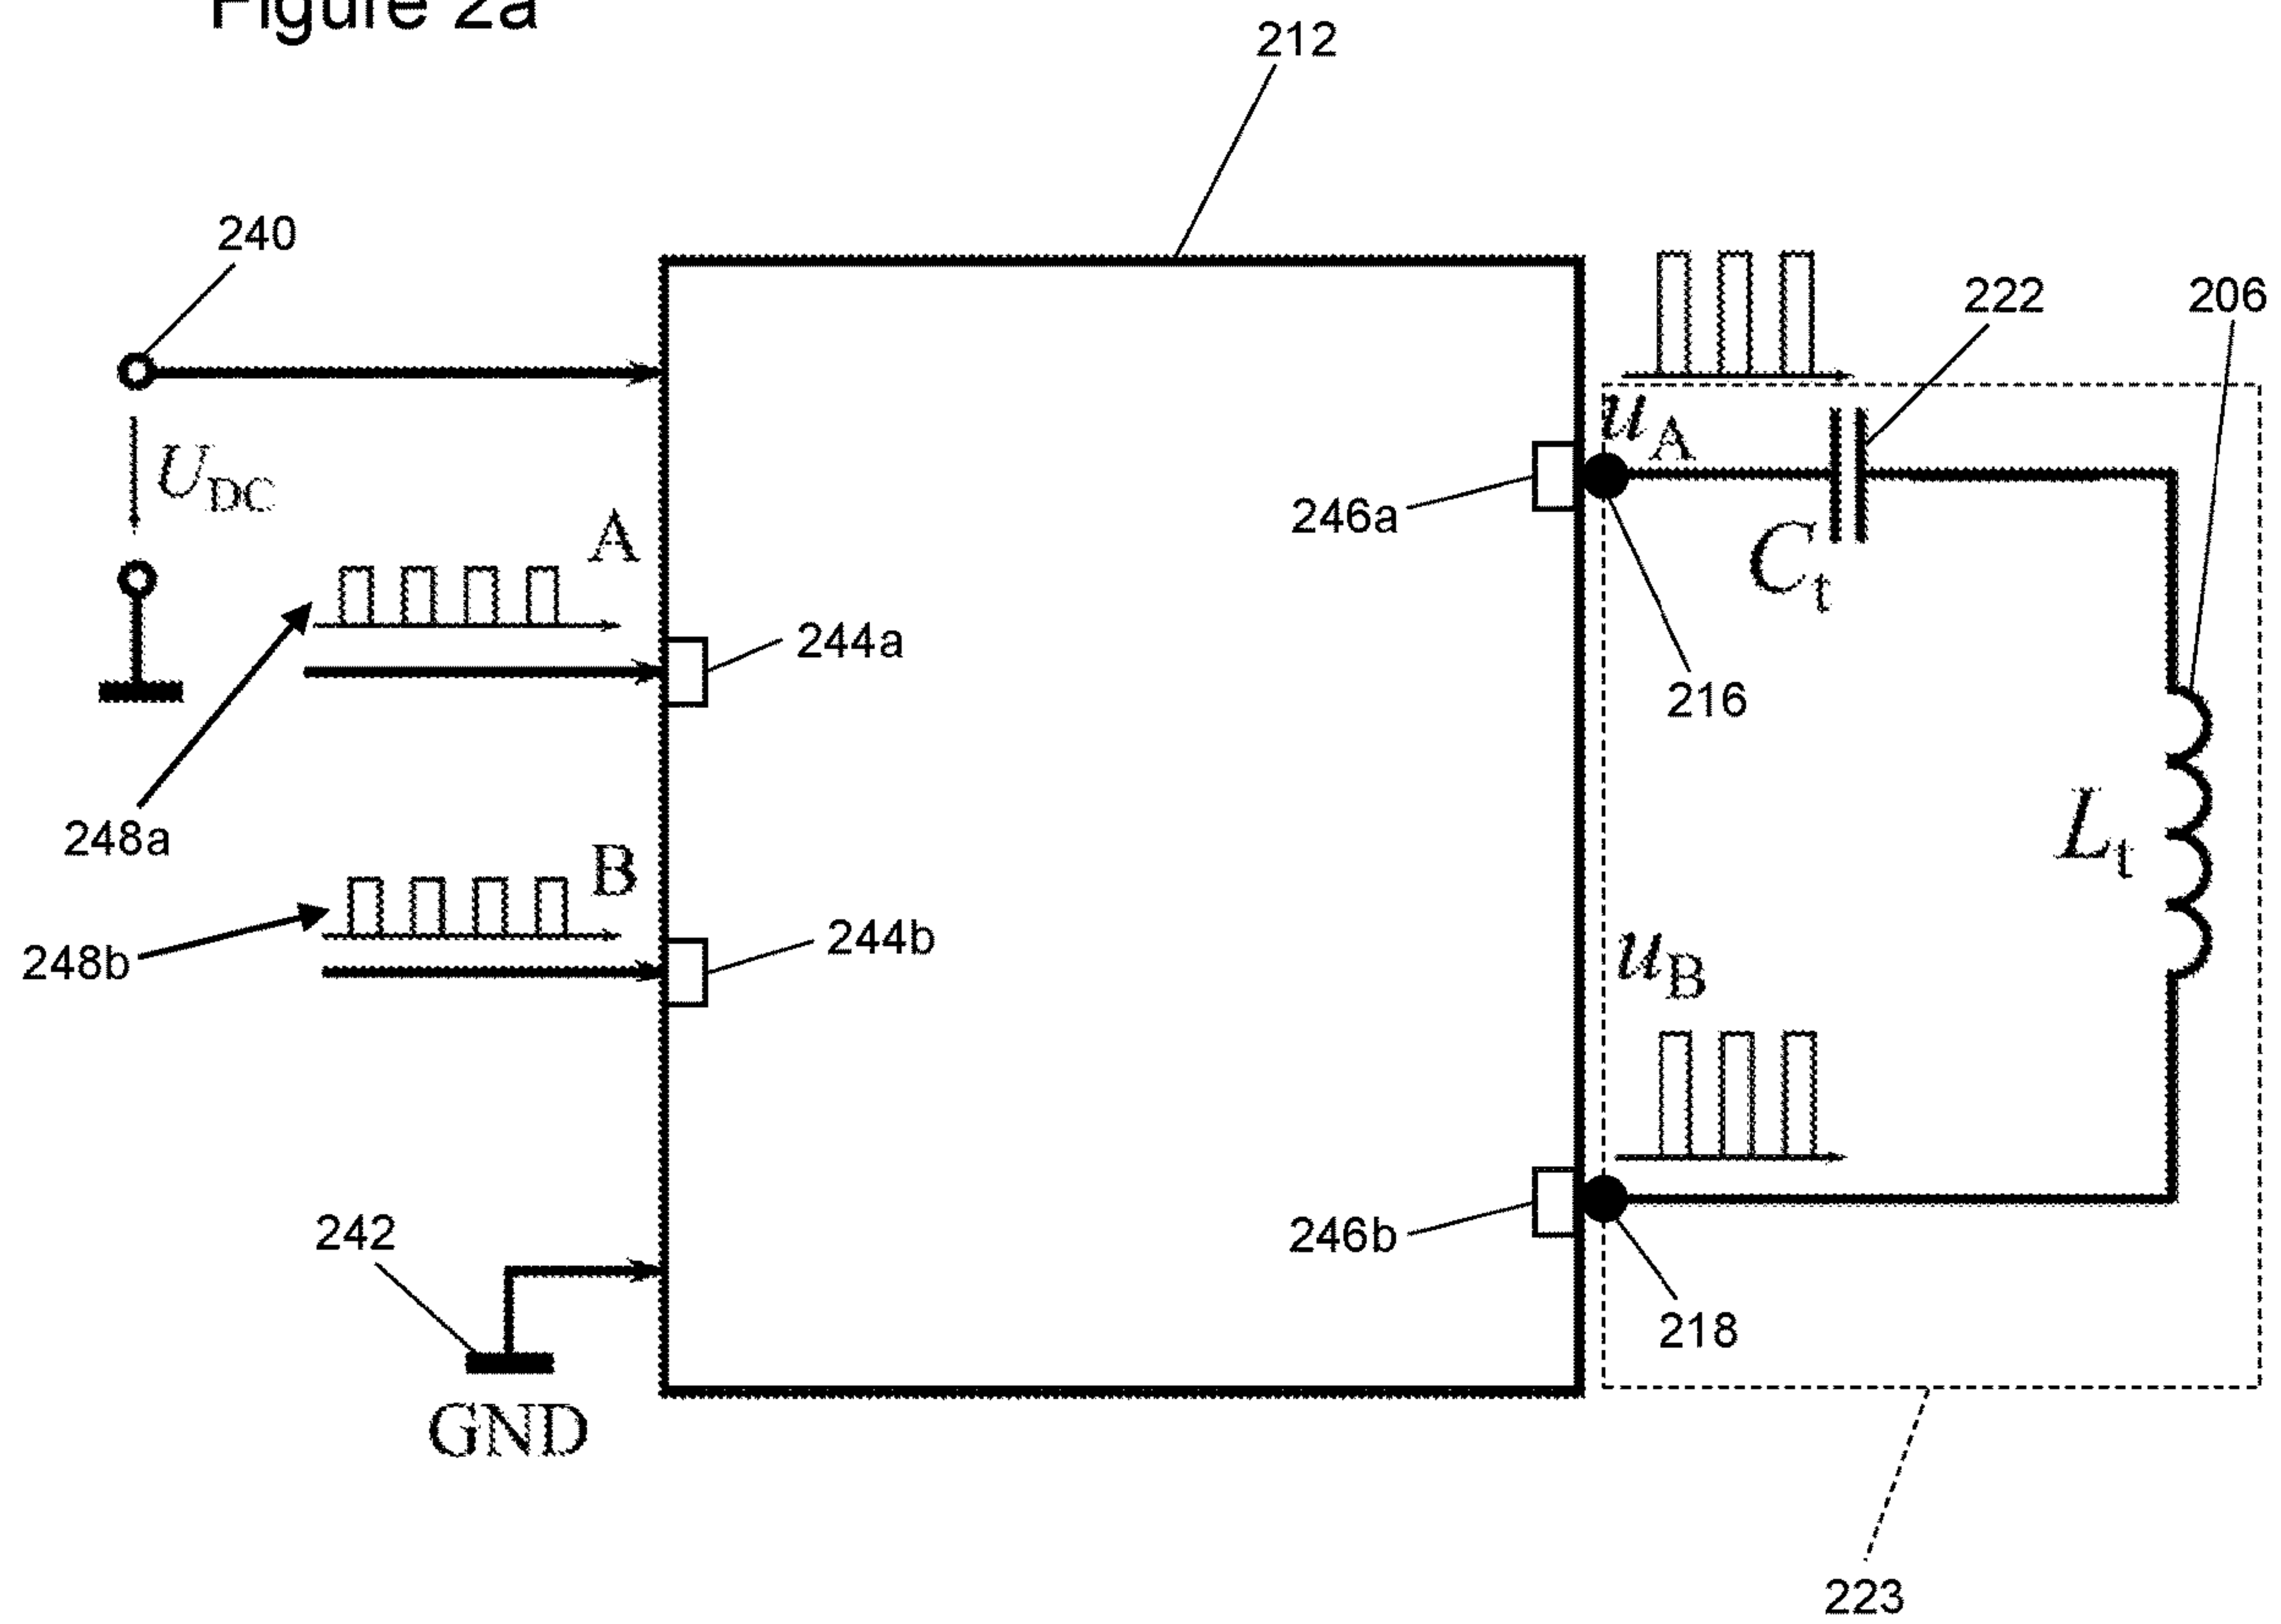 Figure 2a
212
240
222
206
U_DC
u_A
246a
A
C_t
244a
216
248a
L_t
B
244b
248b
u_B
242
246b
218
GND
223